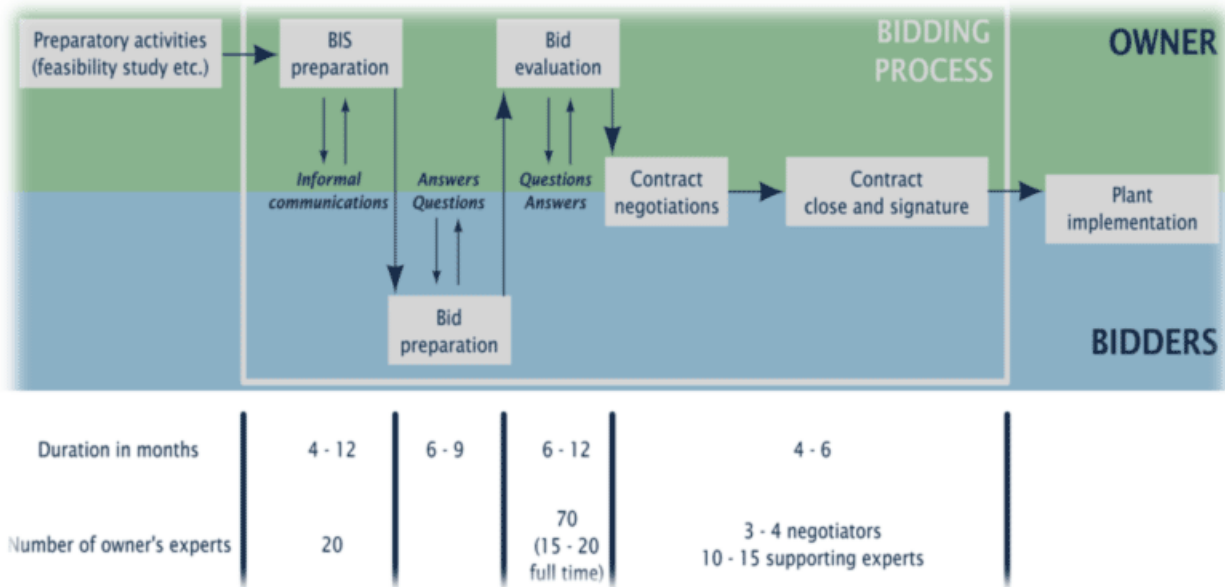 Preparatory activities
(feasibility study etc.)
BIS
preparation
Bid
evaluation
BIDDING
PROCESS
OWNER
Informal
communications
Answers
Questions
Questions
Answers
Contract
negotiations
Contract
close and signature
Plant
implementation
Bid
preparation
BIDDERS
Duration in months
4 - 12
6 - 9
6 - 12
4 - 6
Number of owner's experts
20
70
(15 - 20
full time)
3 - 4 negotiators
10 - 15 supporting experts